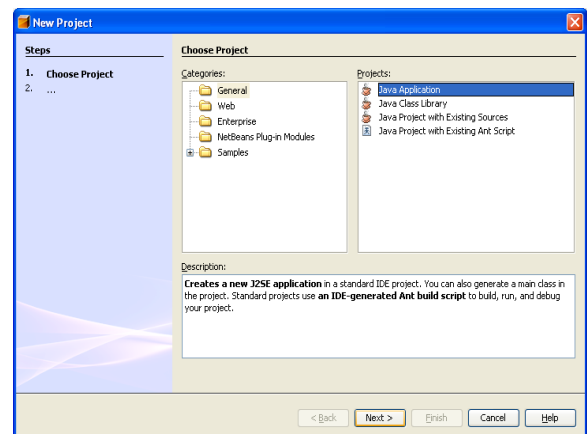 New Project
Steps
1. Choose Project
2. ...
Choose Project
Categories:
General
Web
Enterprise
NetBeans Plug-in Modules
Samples
Projects:
Java Application
Java Class Library
Java Project with Existing Sources
Java Project with Existing Ant Script
Description:
Creates a new J2SE application in a standard IDE project. You can also generate a main class in
the project. Standard projects use an IDE-generated Ant build script to build, run, and debug
your project.
< Back
Next >
Finish
Cancel
Help